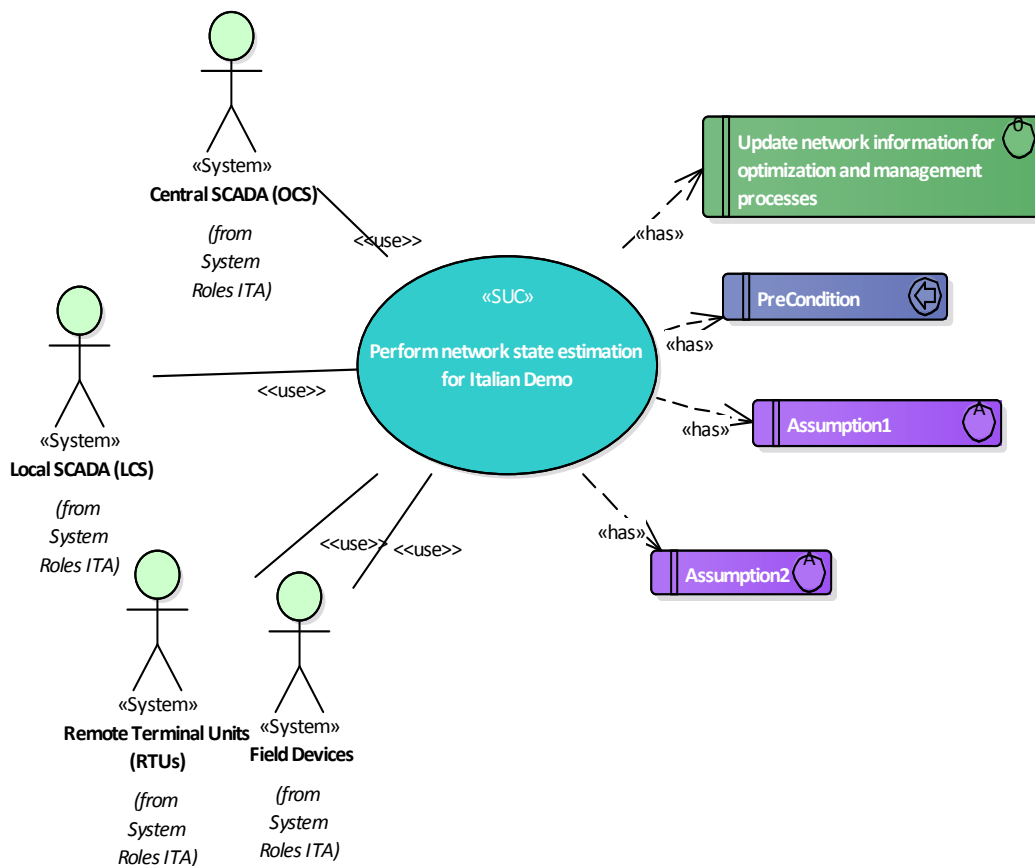 «System»
Central SCADA (OCS)
(from
System
Roles ITA)
<<use>>
«System»
Local SCADA (LCS)
(from
System
Roles ITA)
<<use>>
«System»
Remote Terminal Units
(RTUs)
(from
System
Roles ITA)
<<use>>
«System»
Field Devices
(from
System
Roles ITA)
<<use>>
«SUC»
Perform network state estimation
for Italian Demo
«has»
Update network information for
optimization and management
processes
O
«has»
PreCondition
«has»
Assumption1
A
«has»
Assumption2
A